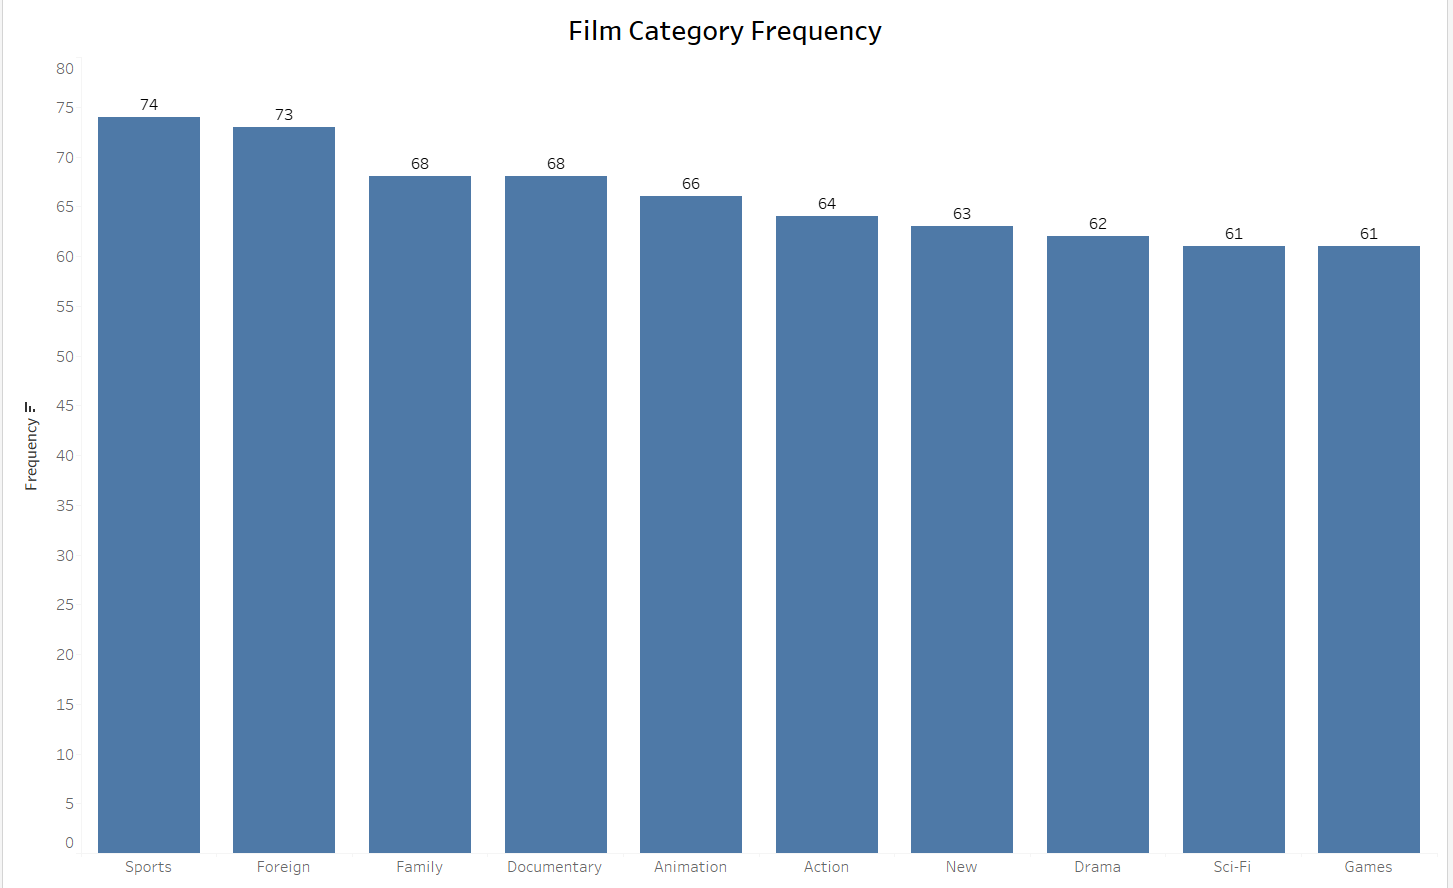 Film Category Frequency
80
75
70
65
60
55
50
45
40
35
30
25
20
15
10
5
0
Frequency
74
73
68
68
66
64
63
62
61
61
Sports
Foreign
Family
Documentary
Animation
Action
New
Drama
Sci-Fi
Games